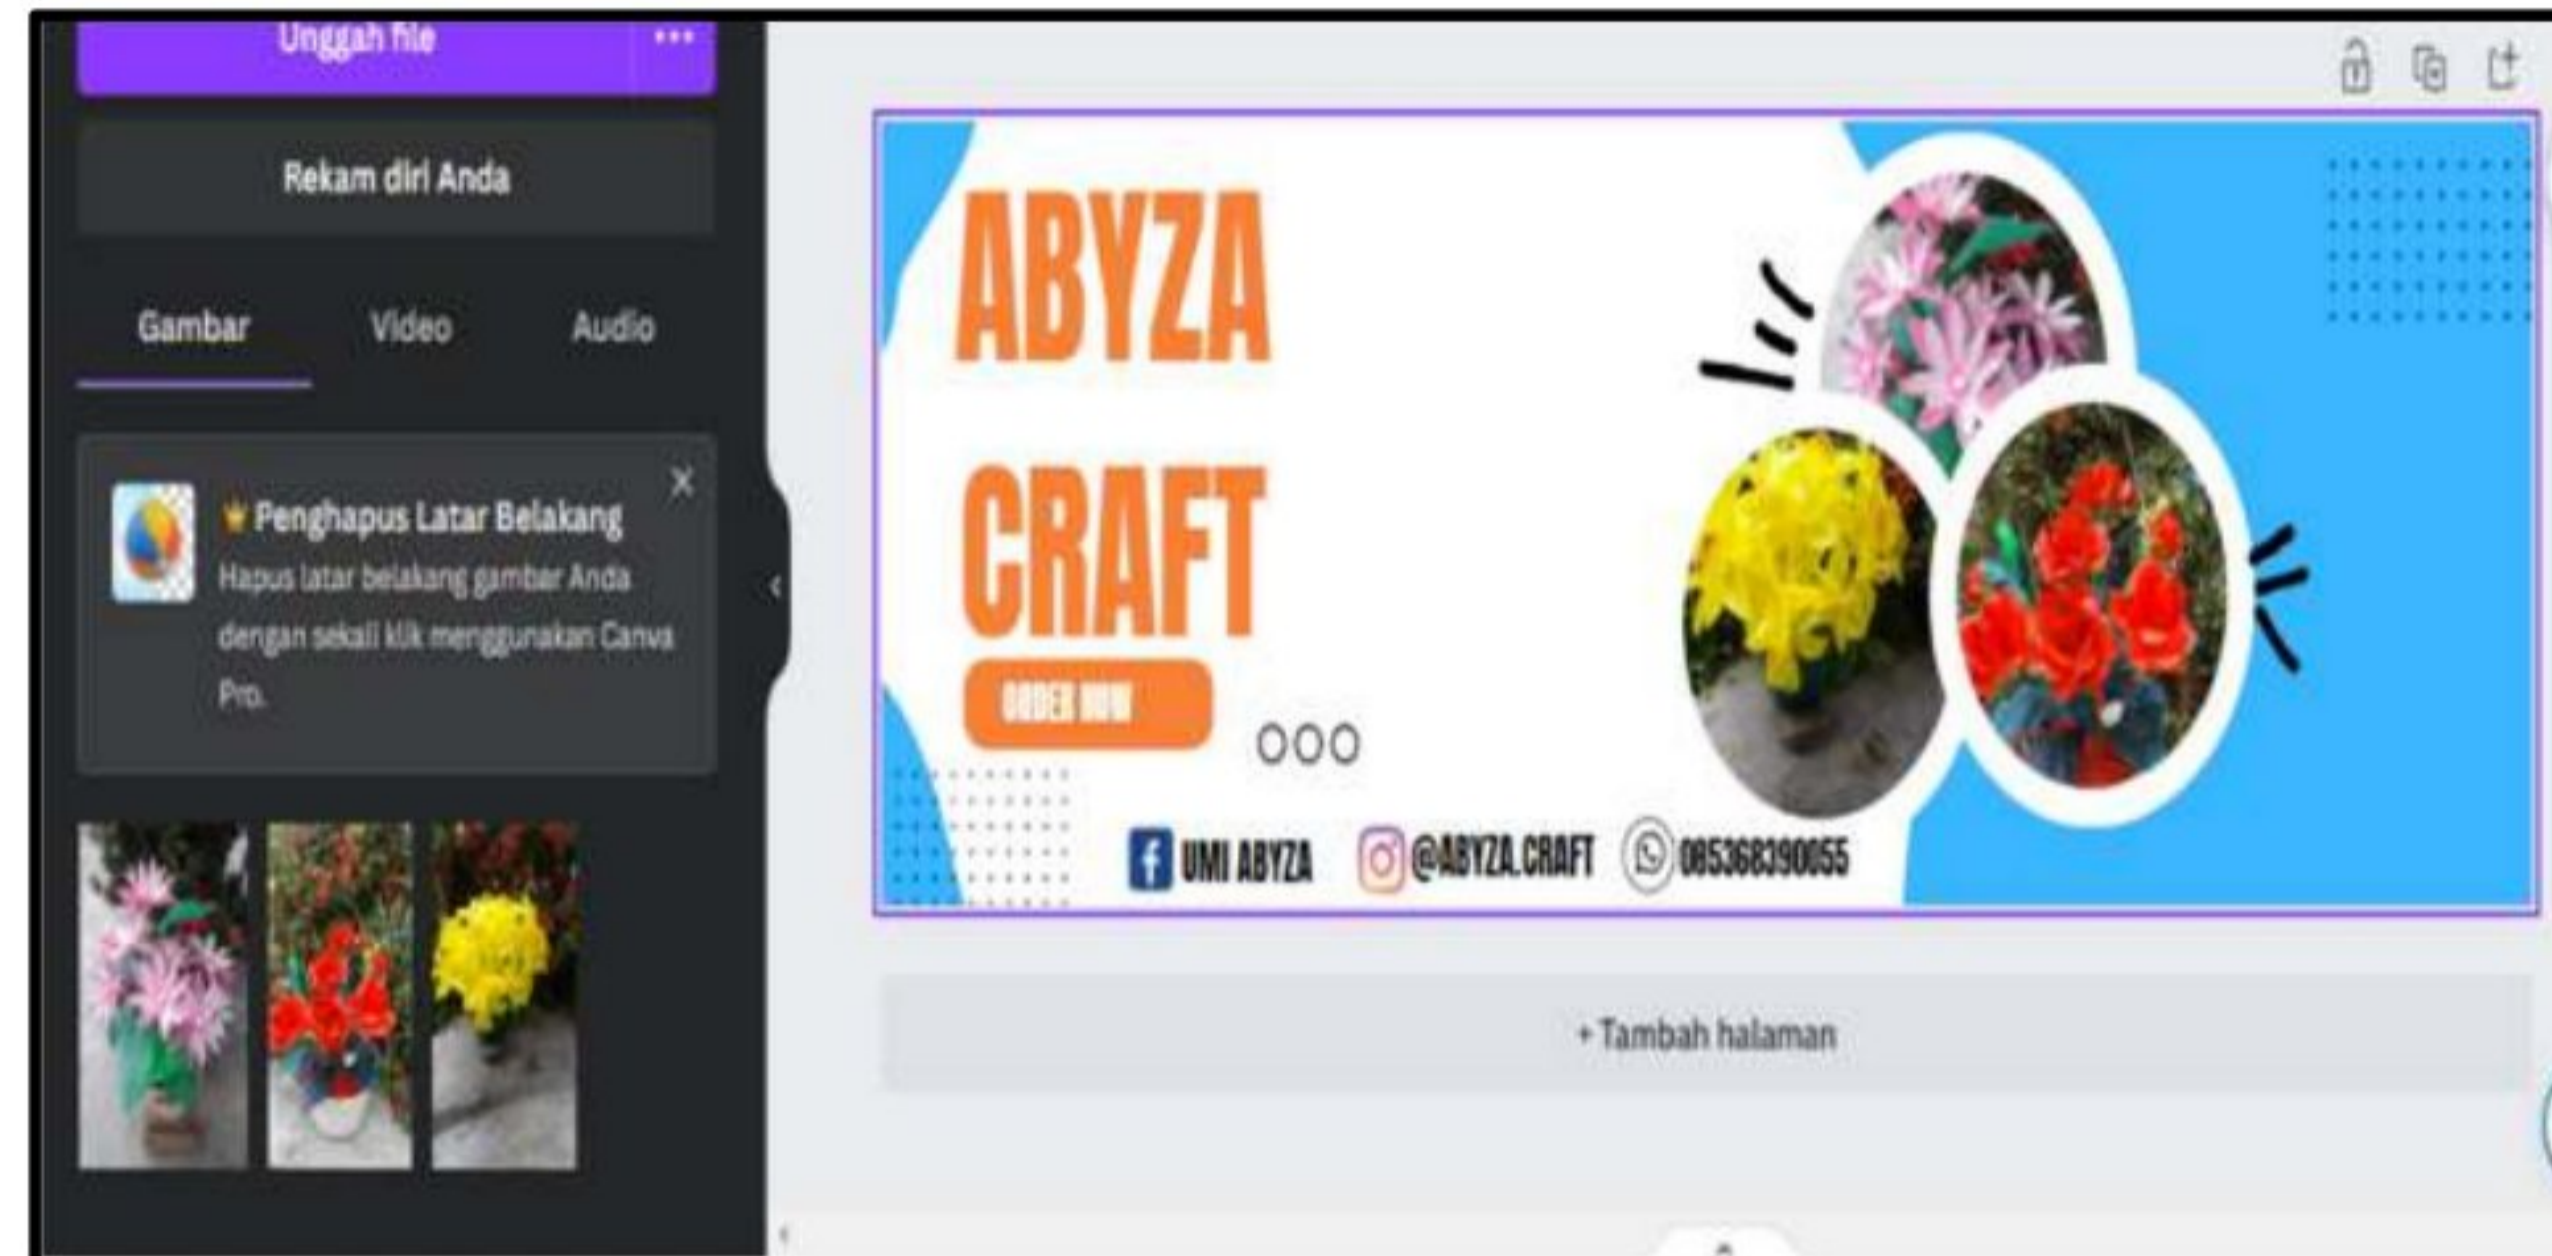 Unggah file
Rekam diri Anda
Gambar Video Audio
Penghapus Latar Belakang
Hapus latar belakang gambar Anda
dengan sekali klik menggunakan Canva
Pro.
ABYZA
CRAFT
ORDER NOW
UMI ABYZA @ABYZA.CRAFT 085368390055
+ Tambah halaman